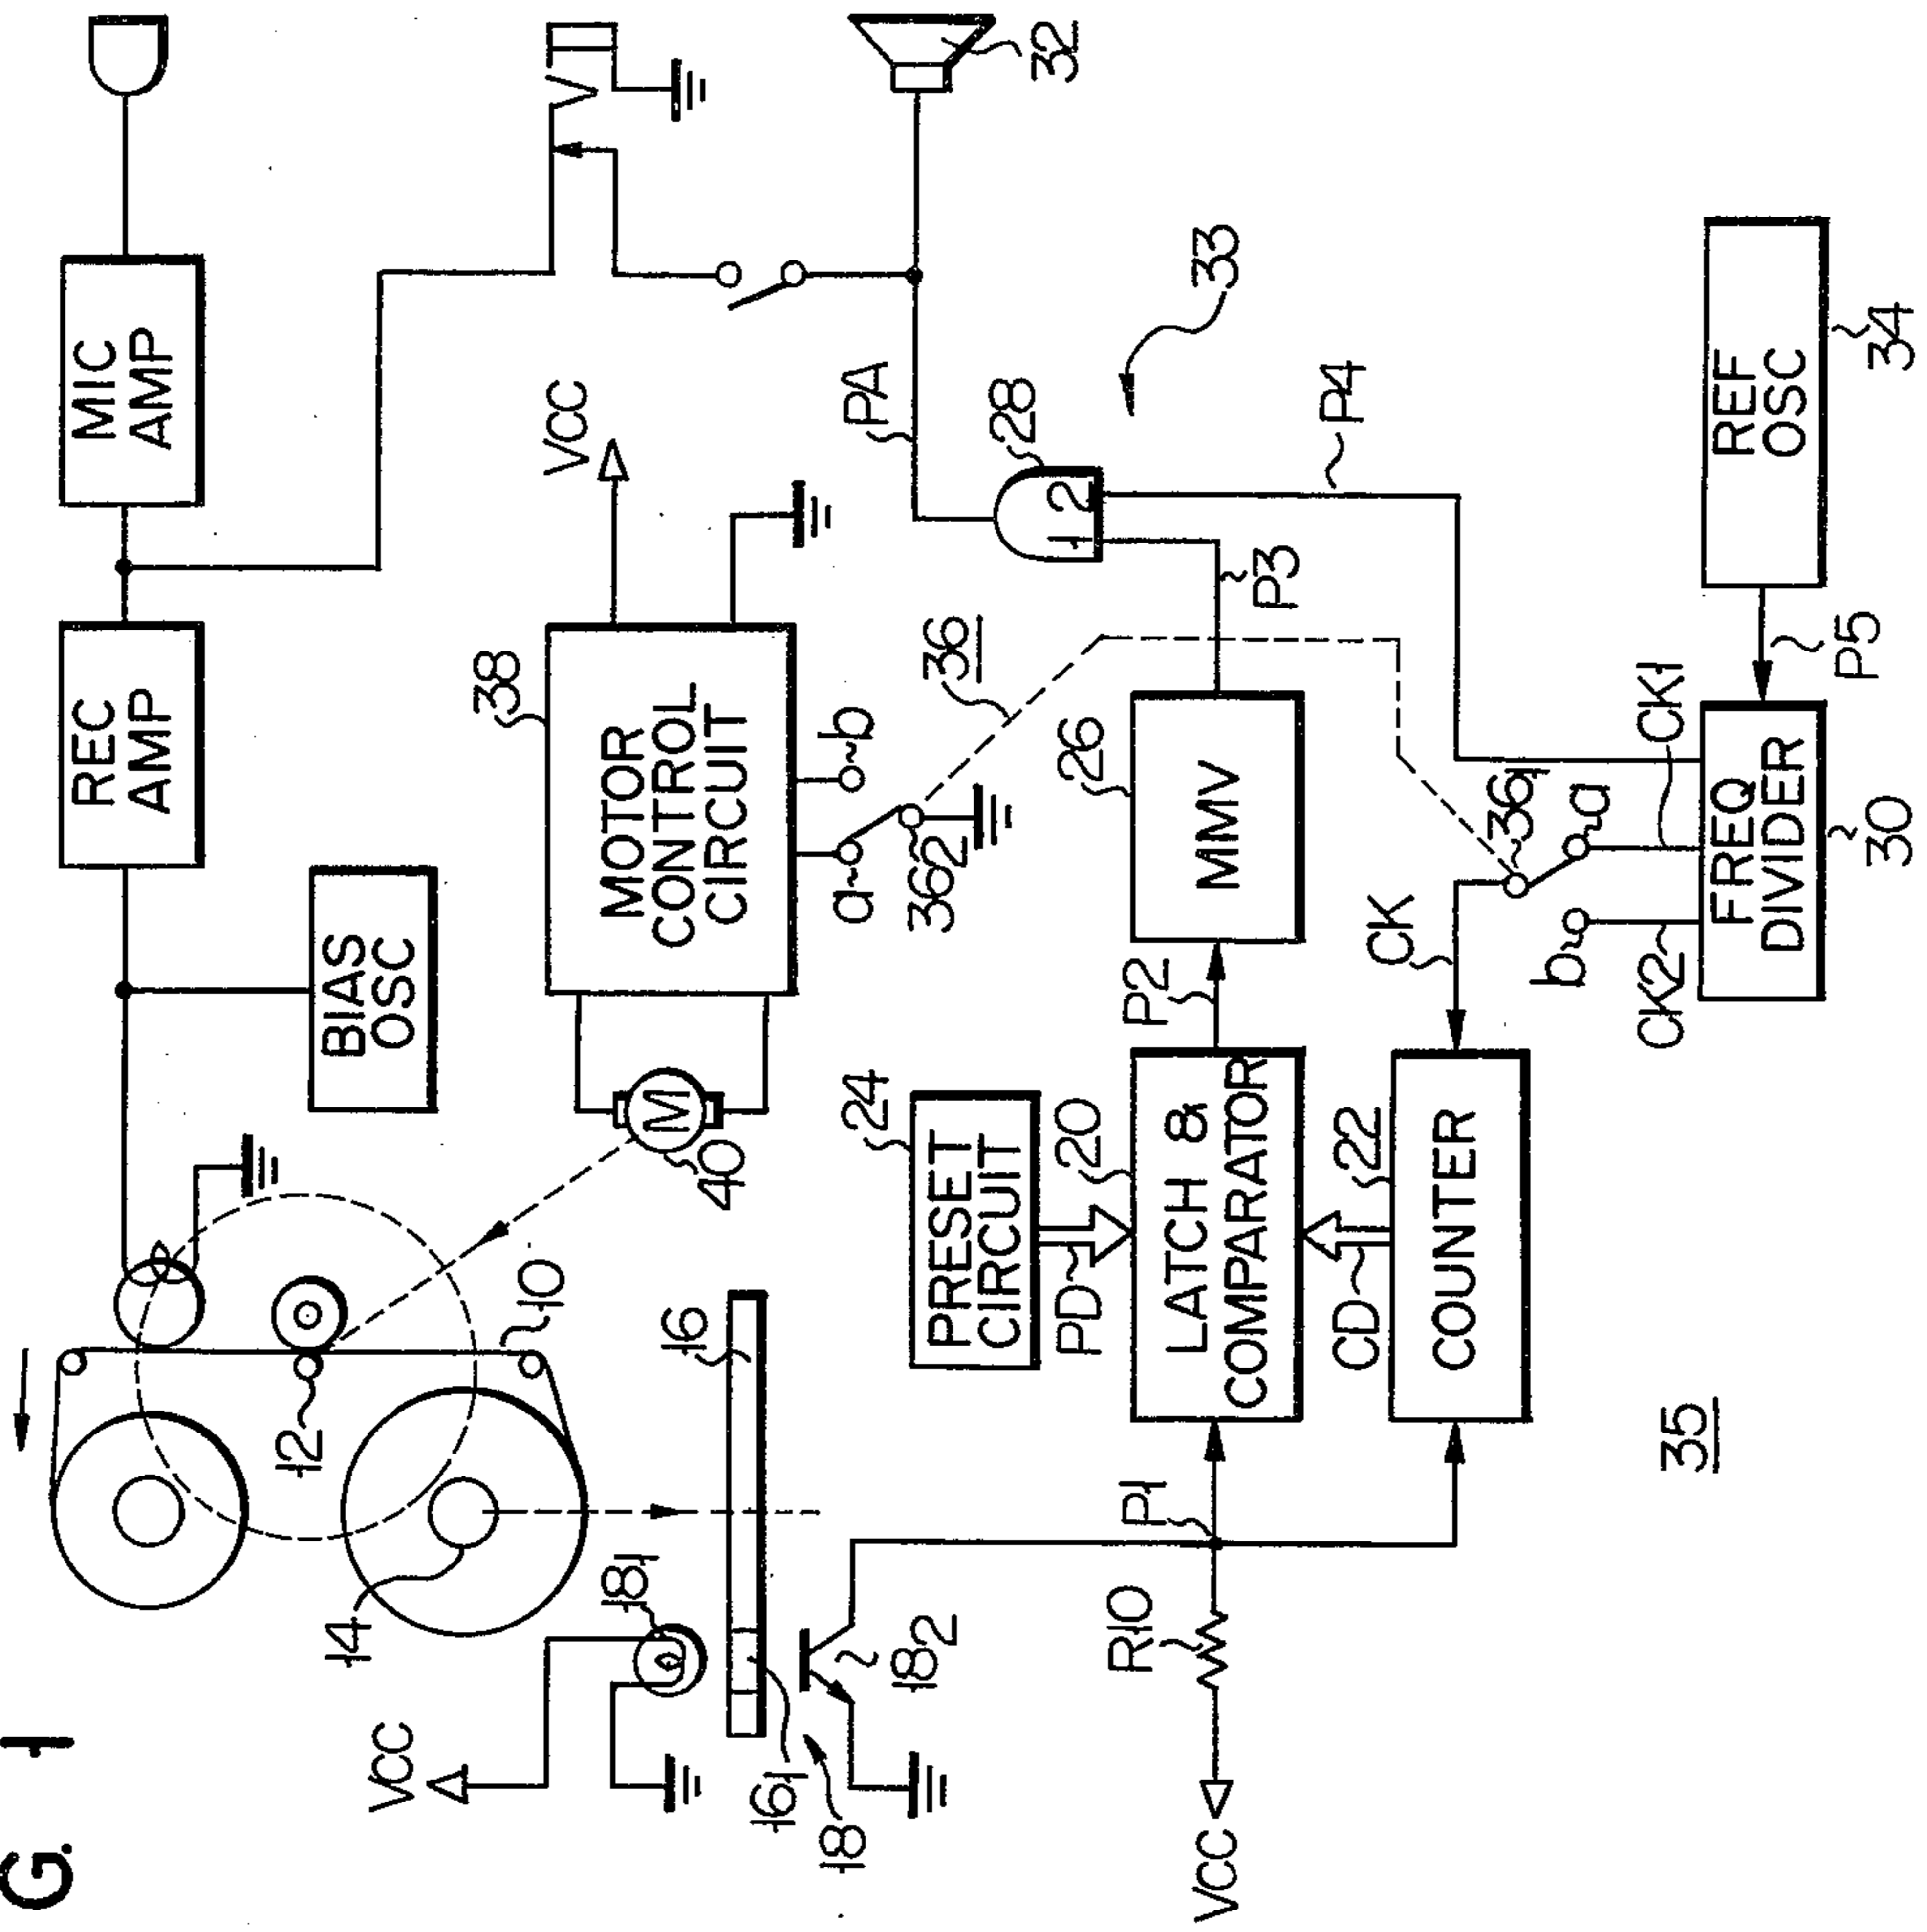 G. 1
MIC
AMP
REC
AMP
BIAS
OSC
VCC
38
MOTOR
CONTROL
CIRCUIT
M
40
12
10
14
16
161
18
181
182
VCC
a
b
362
36
32
PA
28
1
2
33
P4
P3
26
MMV
P2
24
PRESET
CIRCUIT
PD
20
LATCH &
COMPARATOR
CD
22
COUNTER
P1
R10
VCC
CK
361
a
b
CK1
CK2
FREQ
DIVIDER
30
P5
REF
OSC
34
35